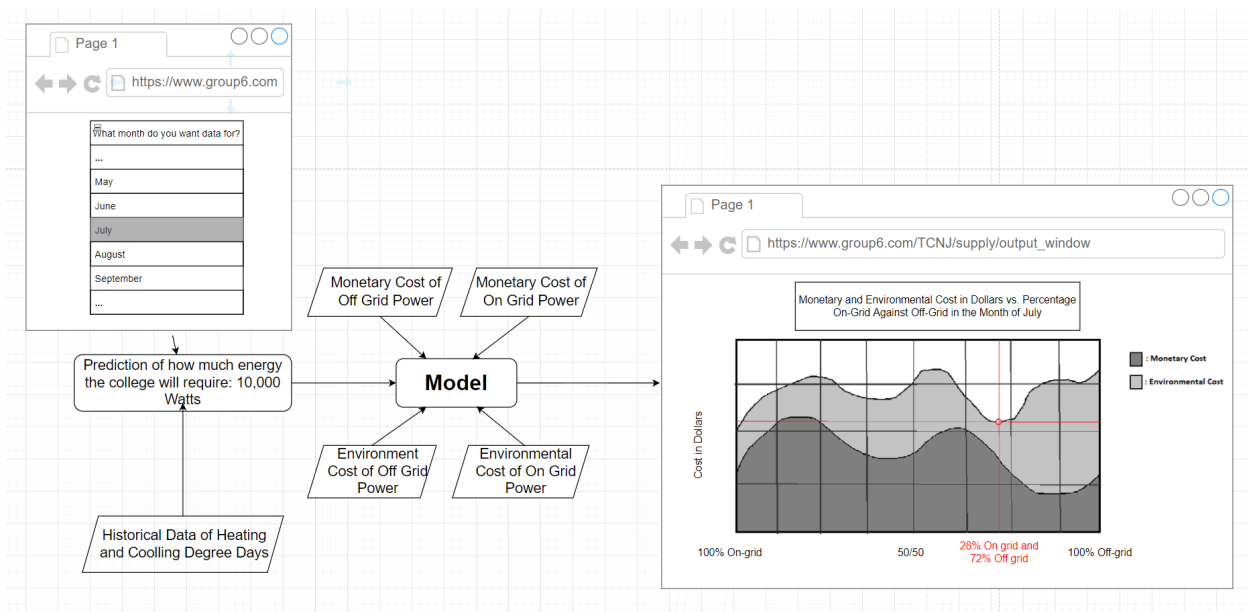 Page 1
https://www.group6.com
What month do you want data for?
...
May
June
July
August
September
...
Prediction of how much energy
the college will require: 10,000
Watts
Historical Data of Heating
and Coolling Degree Days
Monetary Cost of
Off Grid Power
Monetary Cost of
On Grid Power
Model
Environment
Cost of Off Grid
Power
Environmental
Cost of On Grid
Power
Page 1
https://www.group6.com/TCNJ/supply/output_window
Monetary and Environmental Cost in Dollars vs. Percentage
On-Grid Against Off-Grid in the Month of July
: Monetary Cost
: Environmental Cost
Cost in Dollars
100% On-grid
50/50
28% On grid and
72% Off grid
100% Off-grid